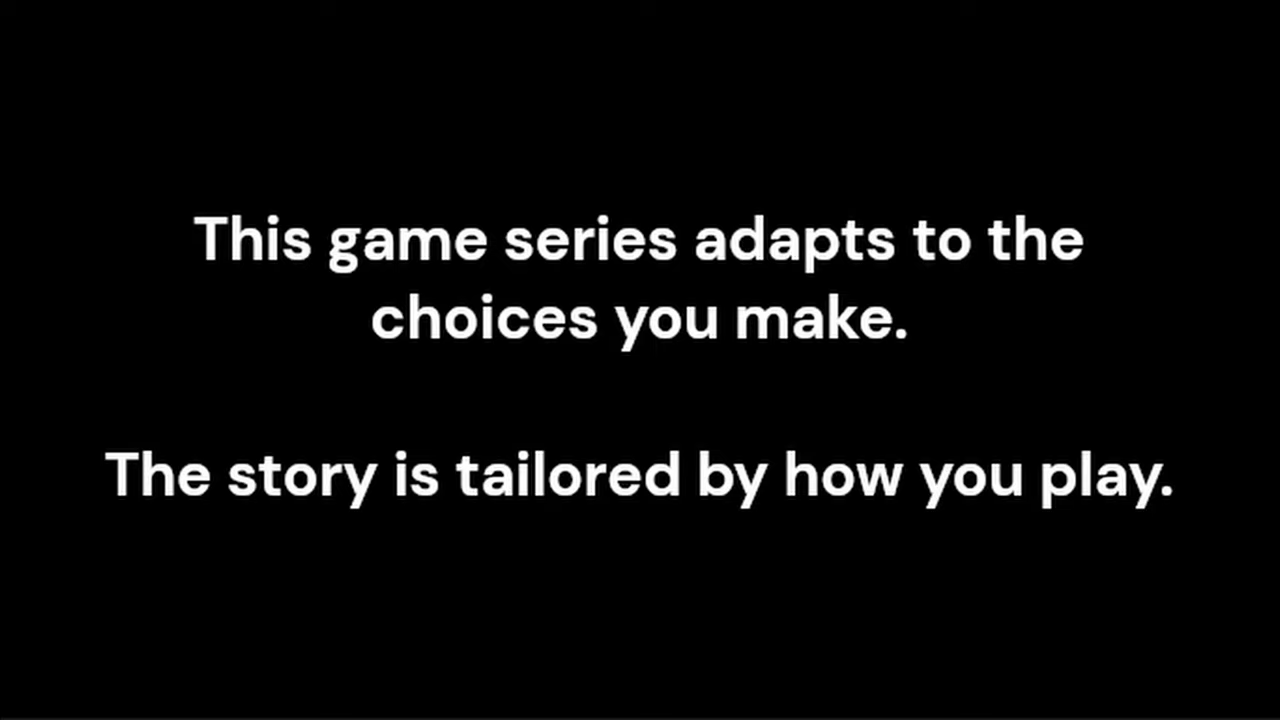 This game series adapts to the
choices you make.
The story is tailored by how you play.